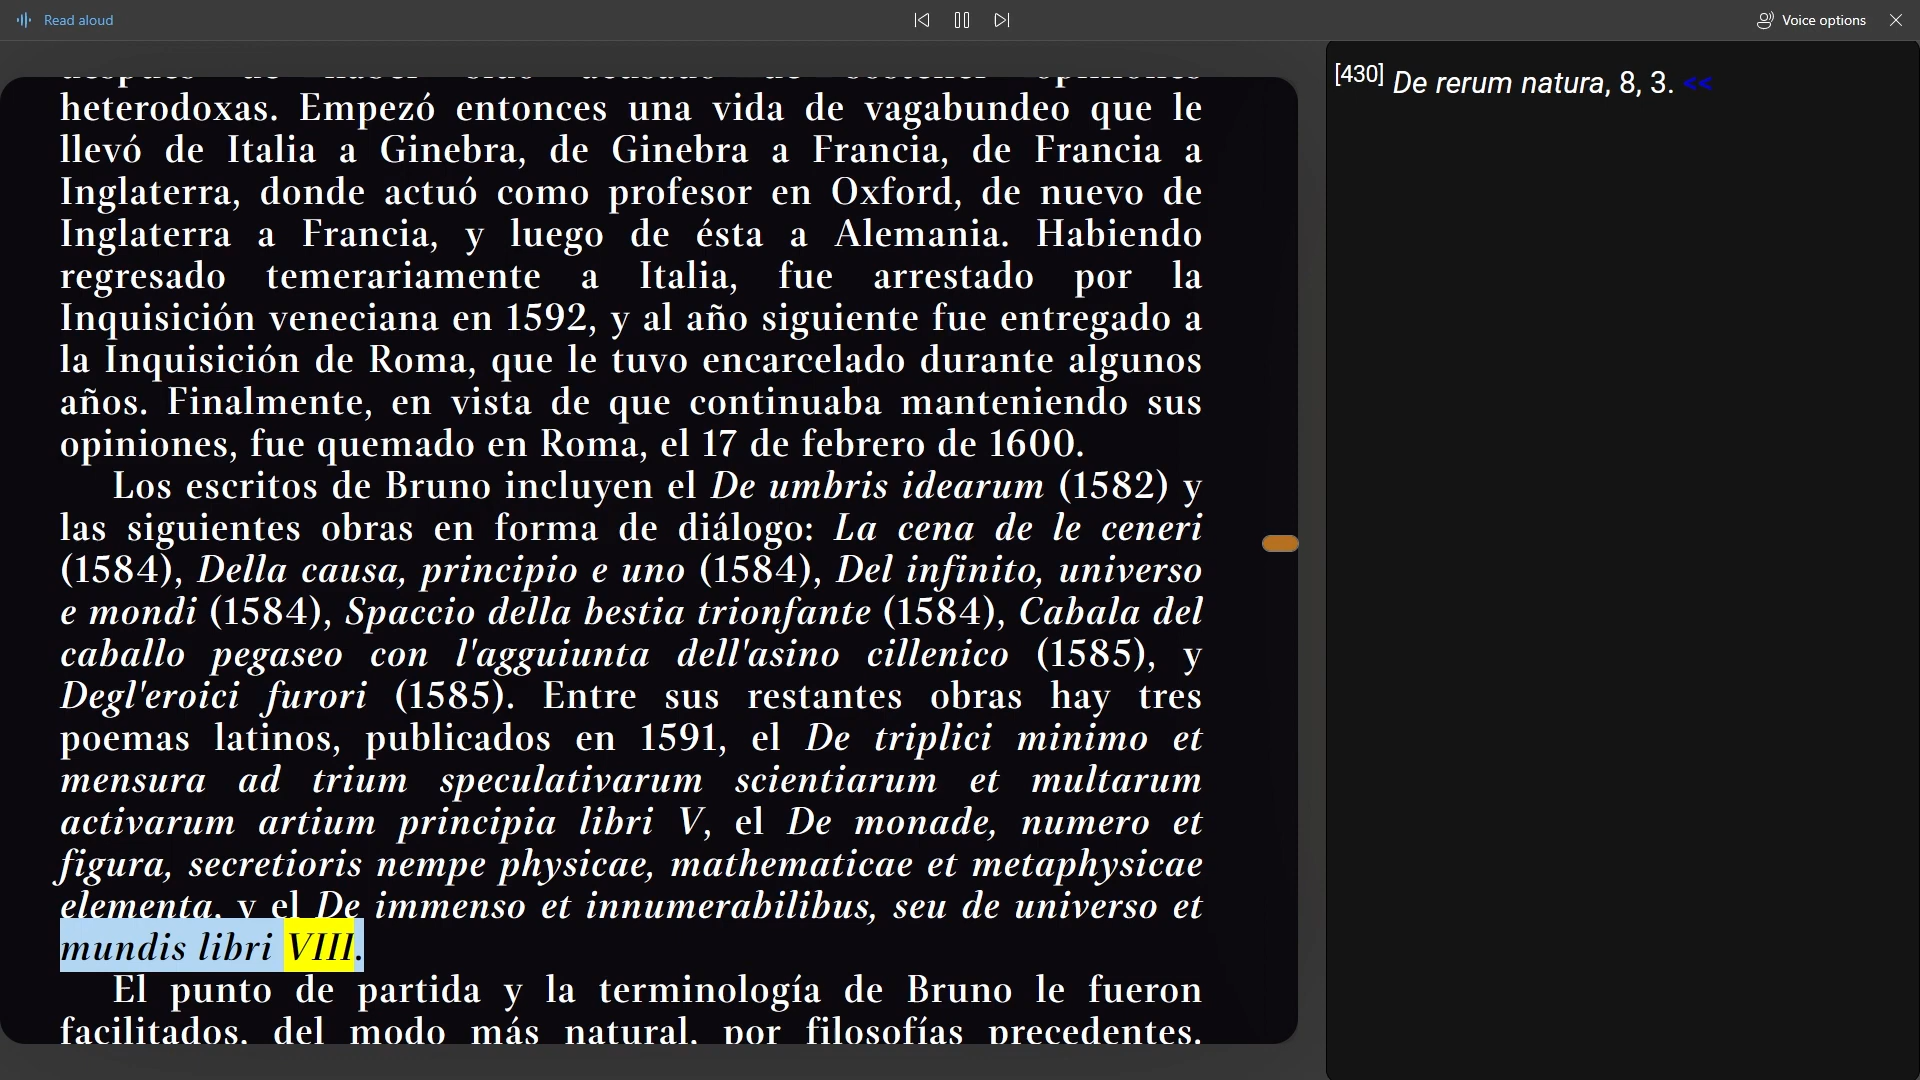 Read aloud
Voice options
después de haber sido acusado de sostener opiniones
heterodoxas. Empezó entonces una vida de vagabundeo que le
llevó de Italia a Ginebra, de Ginebra a Francia, de Francia a
Inglaterra, donde actuó como profesor en Oxford, de nuevo de
Inglaterra a Francia, y luego de ésta a Alemania. Habiendo
regresado temerariamente a Italia, fue arrestado por la
Inquisición veneciana en 1592, y al año siguiente fue entregado a
la Inquisición de Roma, que le tuvo encarcelado durante algunos
años. Finalmente, en vista de que continuaba manteniendo sus
opiniones, fue quemado en Roma, el 17 de febrero de 1600.
Los escritos de Bruno incluyen el De umbris idearum (1582) y
las siguientes obras en forma de diálogo: La cena de le ceneri
(1584), Della causa, principio e uno (1584), Del infinito, universo
e mondi (1584), Spaccio della bestia trionfante (1584), Cabala del
caballo pegaseo con l'agguiunta dell'asino cillenico (1585), y
Degl'eroici furori (1585). Entre sus restantes obras hay tres
poemas latinos, publicados en 1591, el De triplici minimo et
mensura ad trium speculativarum scientiarum et multarum
activarum artium principia libri V, el De monade, numero et
figura, secretioris nempe physicae, mathematicae et metaphysicae
elementa, y el De immenso et innumerabilibus, seu de universo et
mundis libri VIII.
El punto de partida y la terminología de Bruno le fueron
facilitados, del modo más natural, por filosofías precedentes.
[430] De rerum natura, 8, 3. <<